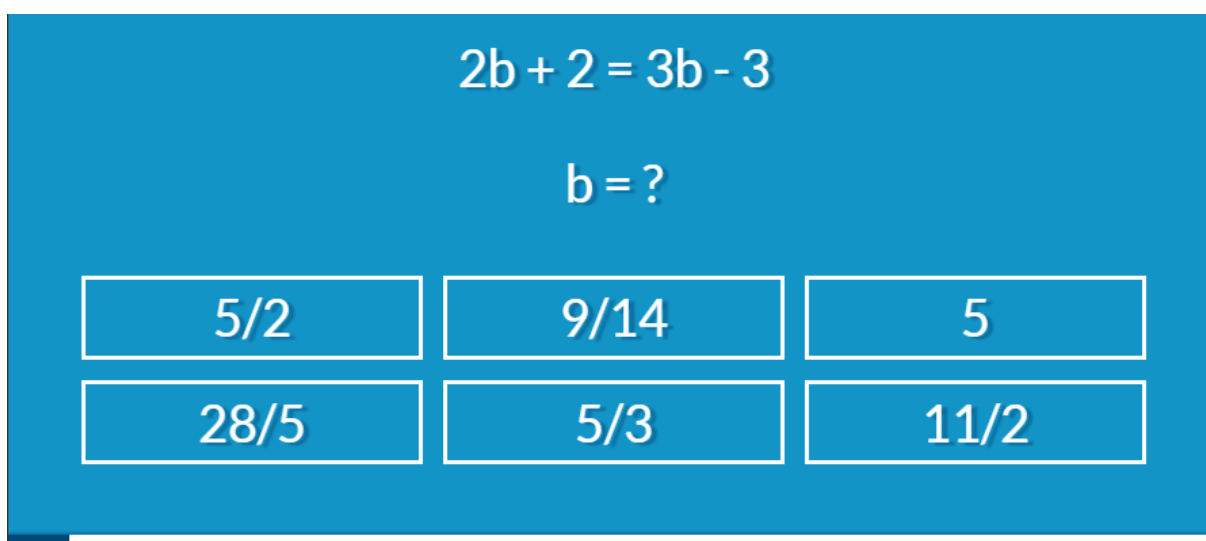 2b + 2 = 3b - 3
b = ?
5/2 9/14 5
28/5 5/3 11/2